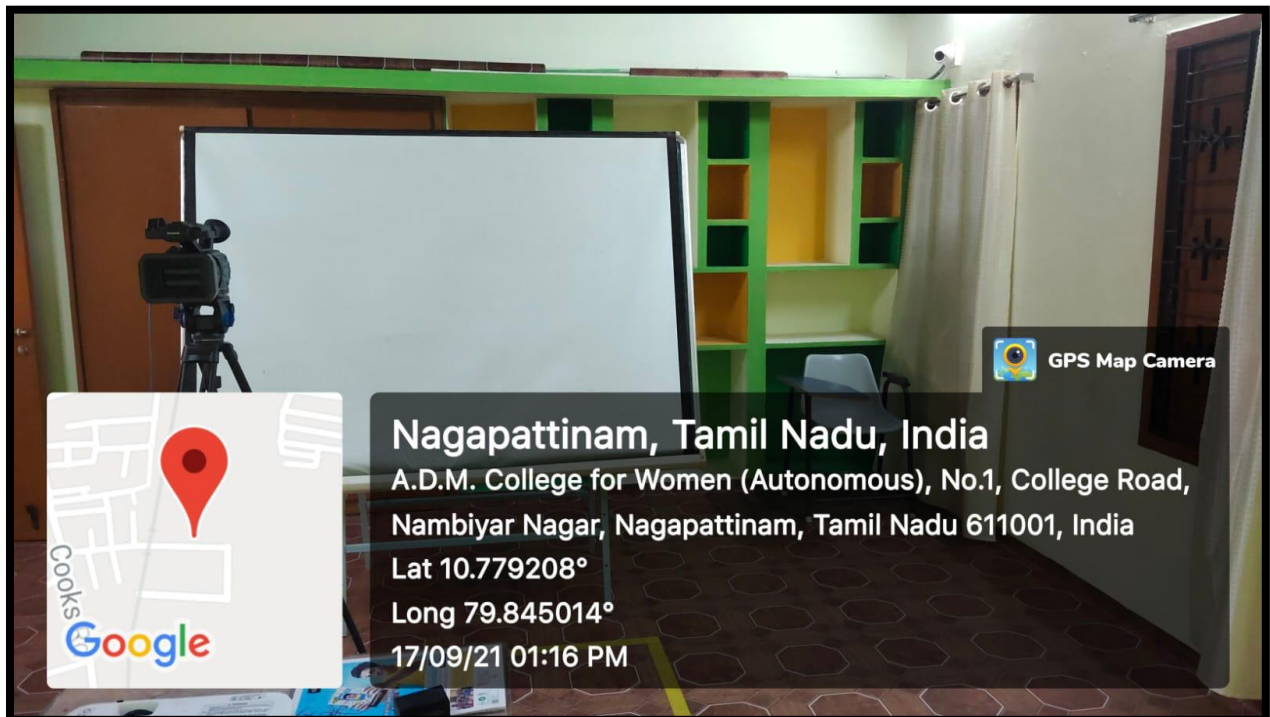 GPS Map Camera
Nagapattinam, Tamil Nadu, India
A.D.M. College for Women (Autonomous), No.1, College Road,
Nambiyar Nagar, Nagapattinam, Tamil Nadu 611001, India
Lat 10.779208°
Long 79.845014°
17/09/21 01:16 PM
Cooks
Google